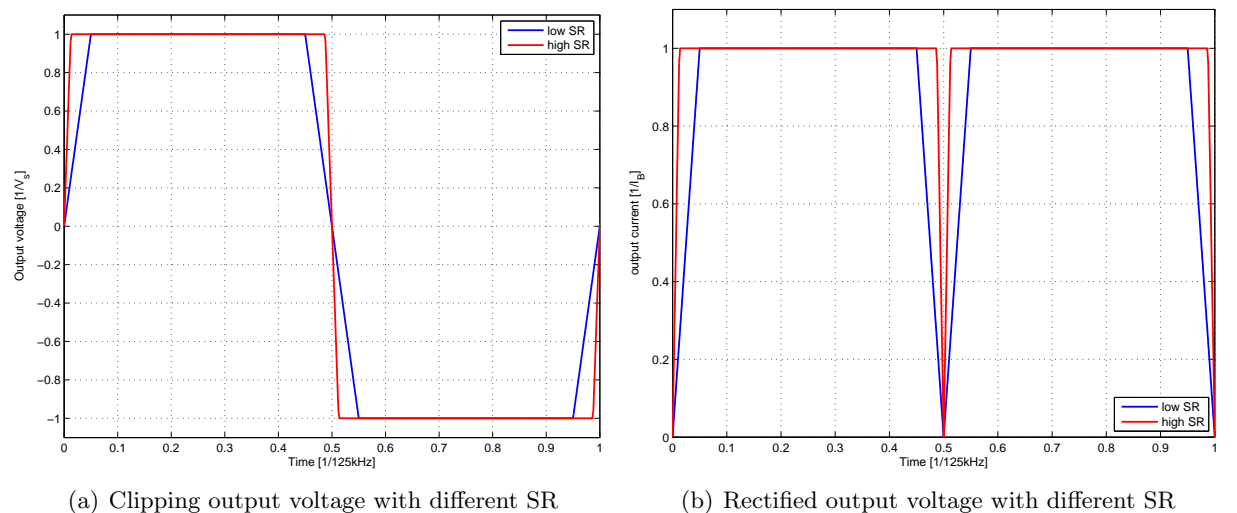 1
0.8
0.6
0.4
0.2
0
−0.2
−0.4
−0.6
−0.8
−1
Output voltage [1/V_s]
0 0.1 0.2 0.3 0.4 0.5 0.6 0.7 0.8 0.9 1
Time [1/125kHz]
low SR
high SR
(a) Clipping output voltage with different SR
1
0.8
0.6
0.4
0.2
0
output current [1/I_B]
0 0.1 0.2 0.3 0.4 0.5 0.6 0.7 0.8 0.9 1
Time [1/125kHz]
low SR
high SR
(b) Rectified output voltage with different SR